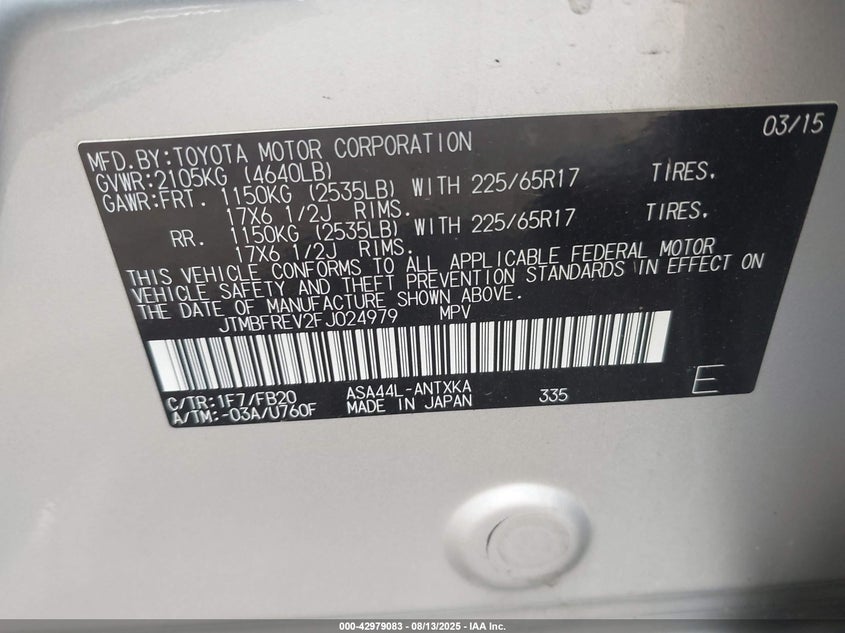 03/15
MFD.BY:TOYOTA MOTOR CORPORATION
GVWR:2105KG (4640LB)
GAWR:FRT. 1150KG (2535LB) WITH 225/65R17 TIRES.
17X6 1/2J RIMS.
RR. 1150KG (2535LB) WITH 225/65R17 TIRES.
17X6 1/2J RIMS.
THIS VEHICLE CONFORMS TO ALL APPLICABLE FEDERAL MOTOR
VEHICLE SAFETY AND THEFT PREVENTION STANDARDS IN EFFECT ON
THE DATE OF MANUFACTURE SHOWN ABOVE.
JTMBFREV2FJ024979 MPV
C/TR:1F7/FB20 ASA44L-ANTXKA
A/TM:-03A/U760F MADE IN JAPAN 335 E
000-42979083 - 08/13/2025 - IAA Inc.